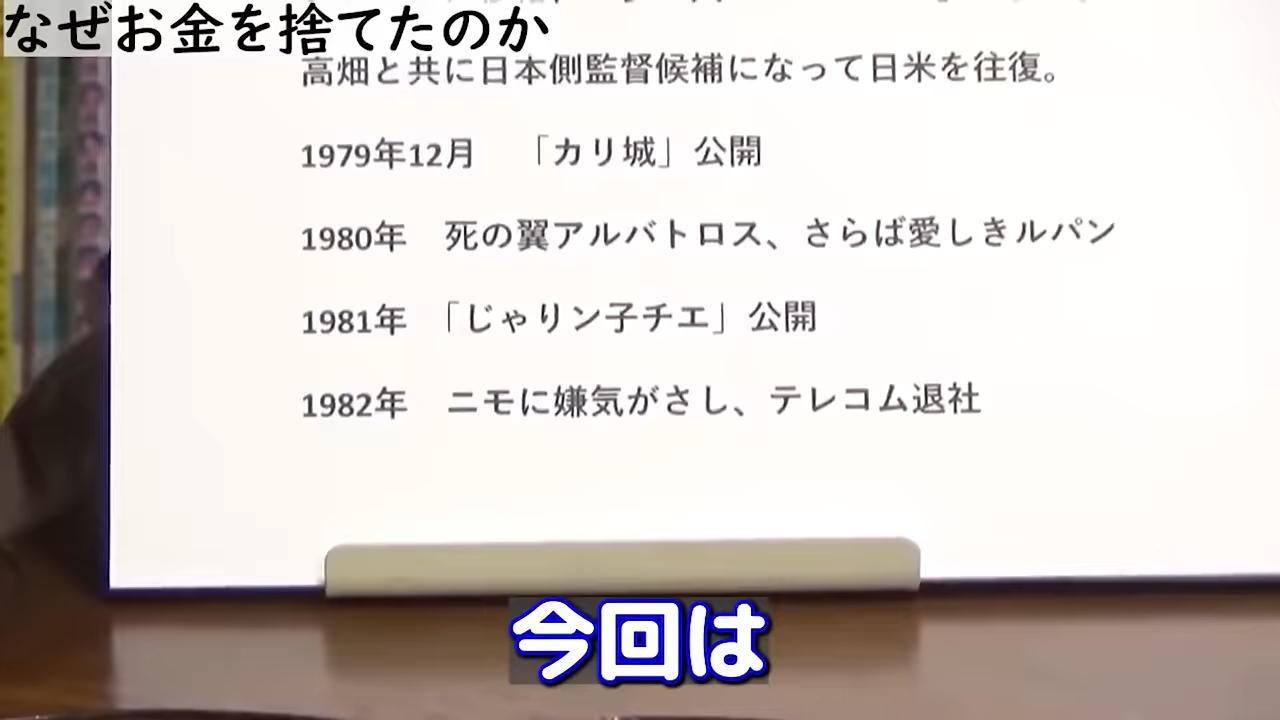 なぜお金を捨てたのか
高畑と共に日本側監督候補になって日米を往復。
1979年12月 「カリ城」公開
1980年 死の翼アルバトロス、さらば愛しきルパン
1981年 「じゃりン子チエ」公開
1982年 ニモに嫌気がさし、テレコム退社
今回は